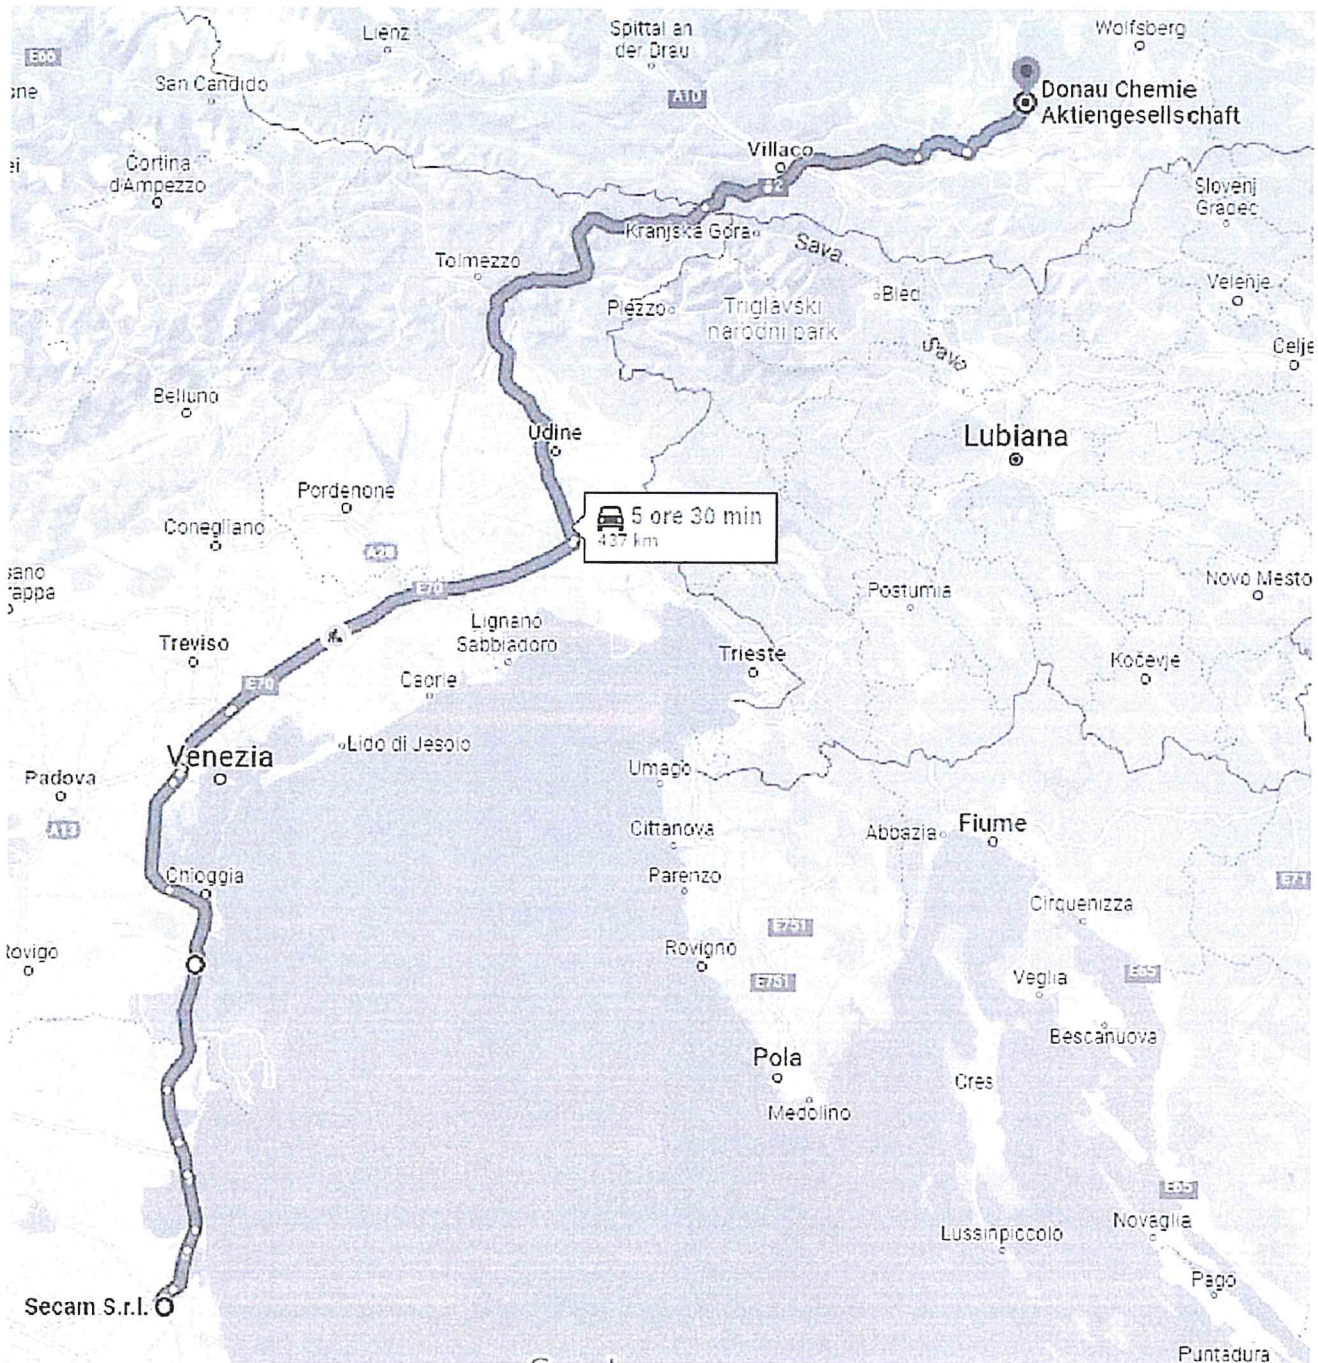 Lienz
Spittal an
der Drau
Wolfsberg
E66
San Candido
A10
Donau Chemie
Aktiengesellschaft
Cortina
d'Ampezzo
Villaco
Slovenj
Gradec
Kranjska Gora
Sava
Tolmezzo
Plezzo
Triglavski
narodni park
Bled
Velenje
Sava
Celje
Belluno
Udine
Lubiana
Pordenone
Conegliano
A28
5 ore 30 min
437 km
E70
Postumia
Novo Mesto
Treviso
Lignano
Sabbiadoro
Trieste
Kočevje
E70
Caorle
Venezia
Lido di Jesolo
Umago
Padova
A13
Cittanova
Abbazia
Fiume
Chioggia
Parenzo
E71
Cirquenizza
E751
Rovigo
Rovigno
E751
Veglia
E65
Bescanuova
Pola
Cres
Medolino
E65
Novaglia
Lussinpiccolo
Pago
Secam S.r.l.
Puntadura